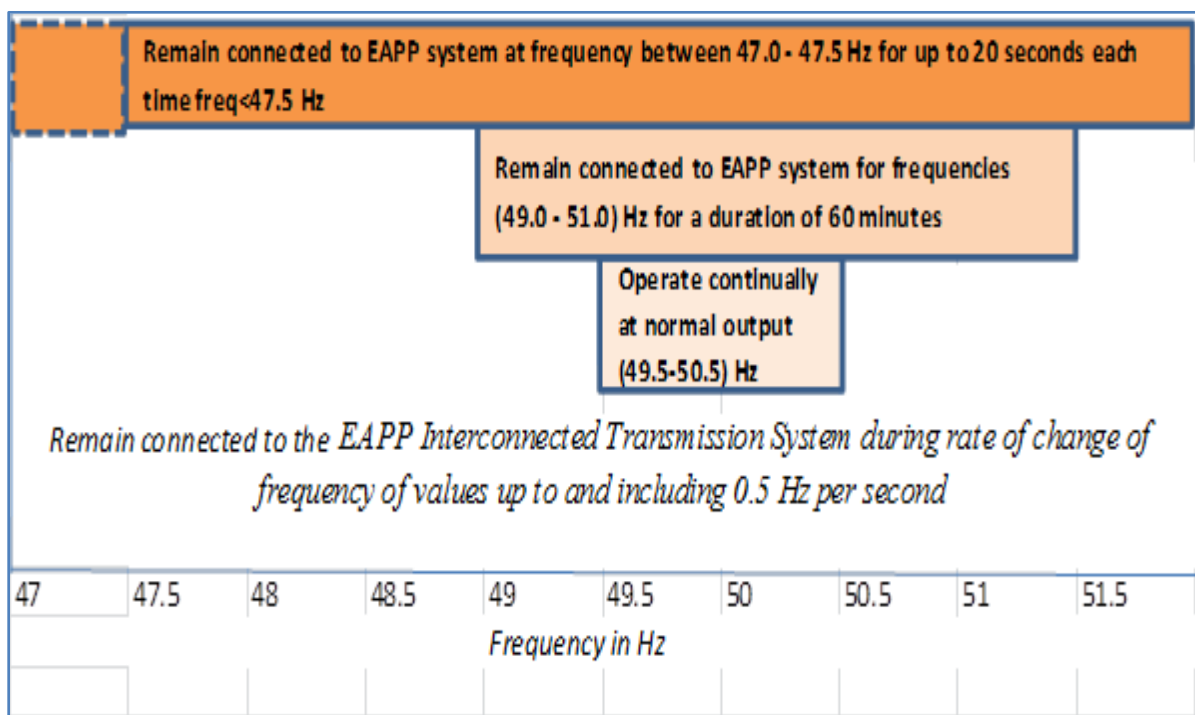 Remain connected to EAPP system at frequency between 47.0 - 47.5 Hz for up to 20 seconds each
time freq<47.5 Hz
Remain connected to EAPP system for frequencies
(49.0 - 51.0) Hz for a duration of 60 minutes
Operate continually
at normal output
(49.5-50.5) Hz
Remain connected to the EAPP Interconnected Transmission System during rate of change of
frequency of values up to and including 0.5 Hz per second
47 47.5 48 48.5 49 49.5 50 50.5 51 51.5
Frequency in Hz